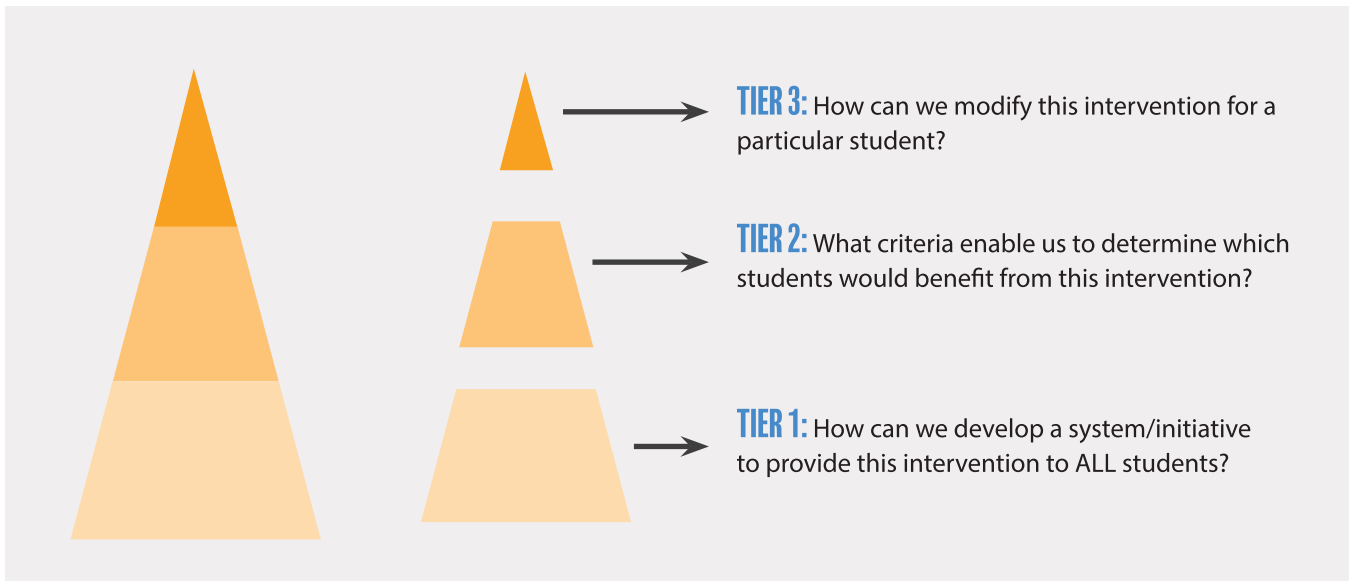 TIER 3: How can we modify this intervention for a
particular student?
TIER 2: What criteria enable us to determine which
students would benefit from this intervention?
TIER 1: How can we develop a system/initiative
to provide this intervention to ALL students?